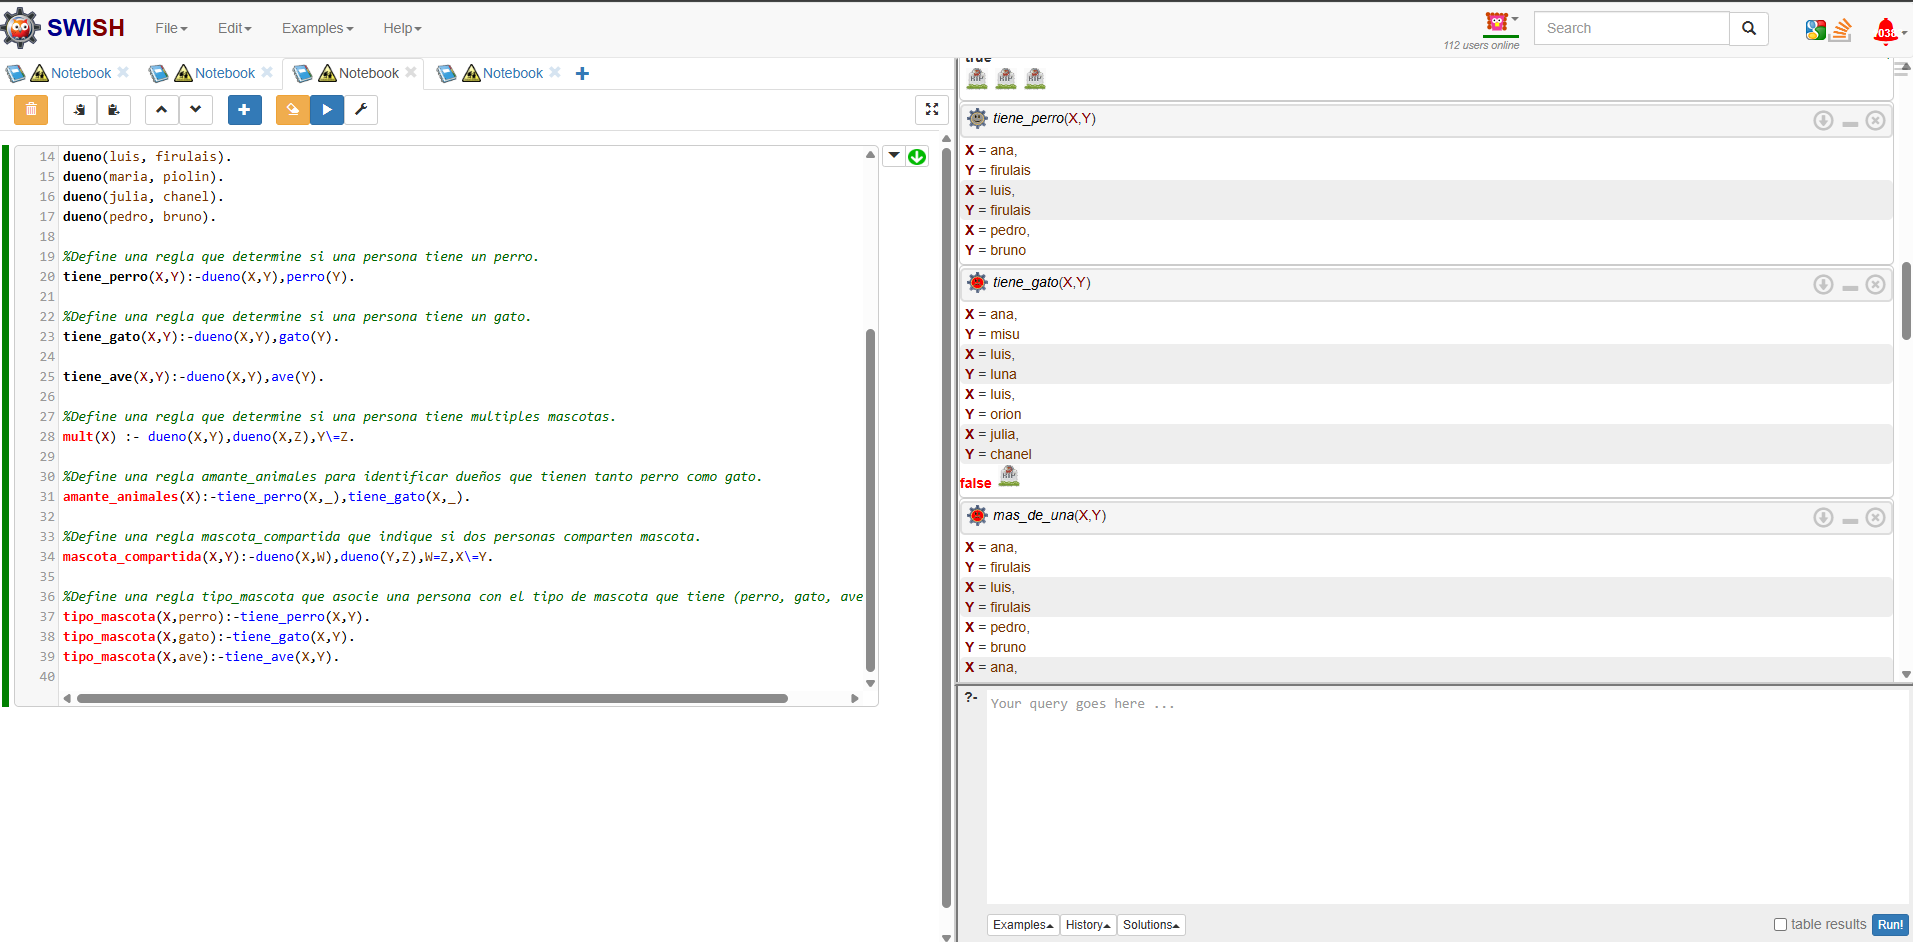 SWISH File Edit Examples Help 112 users online Search
Notebook Notebook Notebook Notebook
14 dueno(luis, firulais).
15 dueno(maria, piolin).
16 dueno(julia, chanel).
17 dueno(pedro, bruno).
18
19 %Define una regla que determine si una persona tiene un perro.
20 tiene_perro(X,Y):-dueno(X,Y),perro(Y).
21
22 %Define una regla que determine si una persona tiene un gato.
23 tiene_gato(X,Y):-dueno(X,Y),gato(Y).
24
25 tiene_ave(X,Y):-dueno(X,Y),ave(Y).
26
27 %Define una regla que determine si una persona tiene multiples mascotas.
28 mult(X) :- dueno(X,Y),dueno(X,Z),Y\=Z.
29
30 %Define una regla amante_animales para identificar dueños que tienen tanto perro como gato.
31 amante_animales(X):-tiene_perro(X,_),tiene_gato(X,_).
32
33 %Define una regla mascota_compartida que indique si dos personas comparten mascota.
34 mascota_compartida(X,Y):-dueno(X,W),dueno(Y,Z),W=Z,X\=Y.
35
36 %Define una regla tipo_mascota que asocie una persona con el tipo de mascota que tiene (perro, gato, ave
37 tipo_mascota(X,perro):-tiene_perro(X,Y).
38 tipo_mascota(X,gato):-tiene_gato(X,Y).
39 tipo_mascota(X,ave):-tiene_ave(X,Y).
40
true
RIP RIP RIP
tiene_perro(X,Y)
X = ana,
Y = firulais
X = luis,
Y = firulais
X = pedro,
Y = bruno
tiene_gato(X,Y)
X = ana,
Y = misu
X = luis,
Y = luna
X = luis,
Y = orion
X = julia,
Y = chanel
false RIP
mas_de_una(X,Y)
X = ana,
Y = firulais
X = luis,
Y = firulais
X = pedro,
Y = bruno
X = ana,
?- Your query goes here ...
Examples History Solutions table results Run!